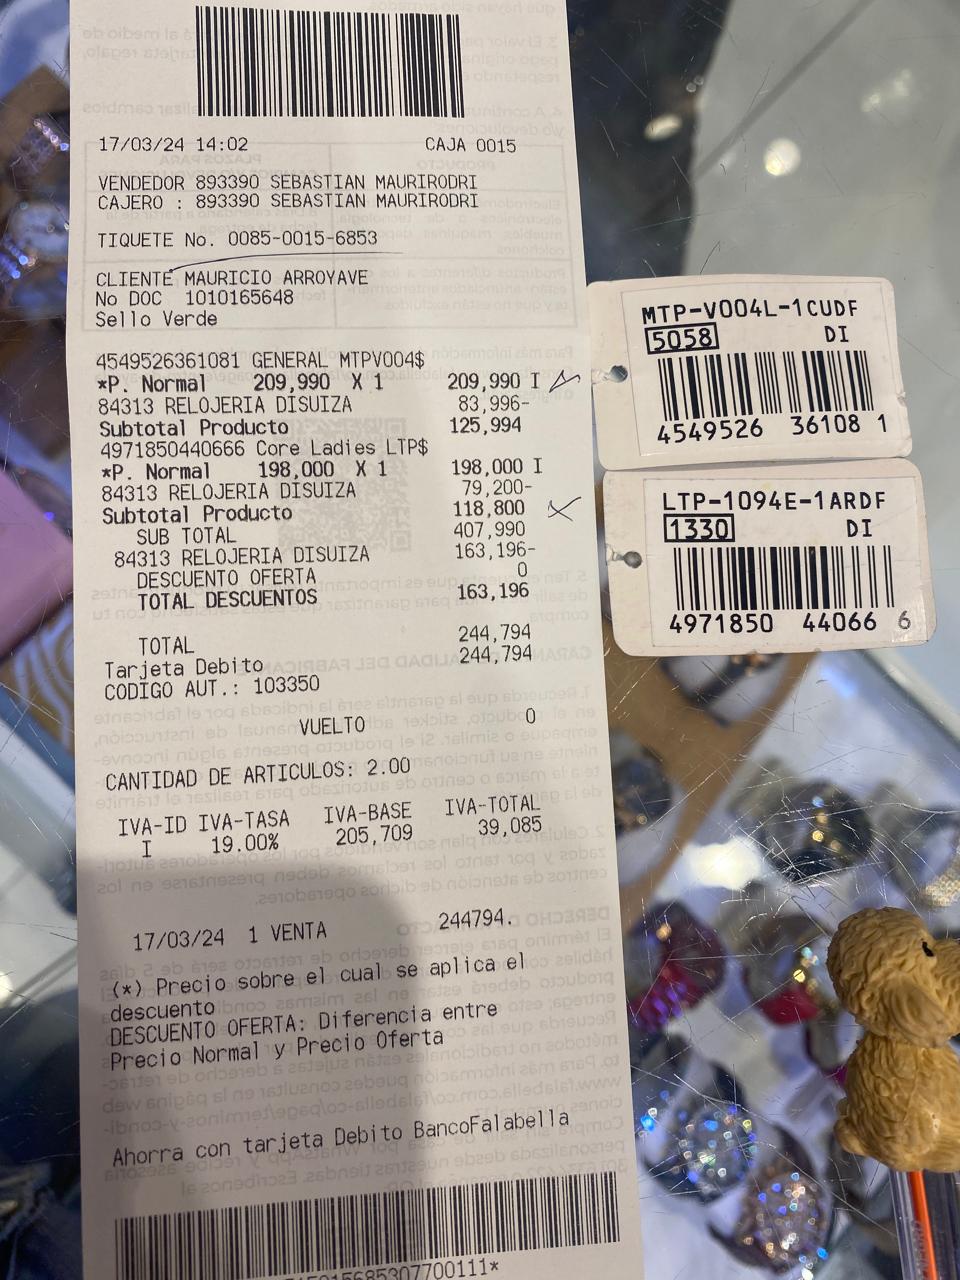 17/03/24 14:02 CAJA 0015
VENDEDOR 893390 SEBASTIAN MAURIRODRI
CAJERO : 893390 SEBASTIAN MAURIRODRI
TIQUETE No. 0085-0015-6853
CLIENTE MAURICIO ARROYAVE
No DOC 1010165648
Sello Verde
4549526361081 GENERAL MTPV004$
*P. Normal 209,990 X 1 209,990 I
84313 RELOJERIA DISUIZA 83,996-
Subtotal Producto 125,994
4971850440666 Core Ladies LTP$
*P. Normal 198,000 X 1 198,000 I
84313 RELOJERIA DISUIZA 79,200-
Subtotal Producto 118,800
SUB TOTAL 407,990
84313 RELOJERIA DISUIZA 163,196-
DESCUENTO OFERTA 0
TOTAL DESCUENTOS 163,196
TOTAL 244,794
Tarjeta Debito 244,794
CODIGO AUT.: 103350
VUELTO 0
CANTIDAD DE ARTICULOS: 2.00
IVA-ID IVA-TASA IVA-BASE IVA-TOTAL
I 19.00% 205,709 39,085
17/03/24 1 VENTA 244794.
(*) Precio sobre el cual se aplica el
descuento
DESCUENTO OFERTA: Diferencia entre
Precio Normal y Precio Oferta
Ahorra con tarjeta Debito BancoFalabella
MTP-V004L-1CUDF
5058 DI
4549526 36108 1
LTP-1094E-1ARDF
1330 DI
4971850 44066 6